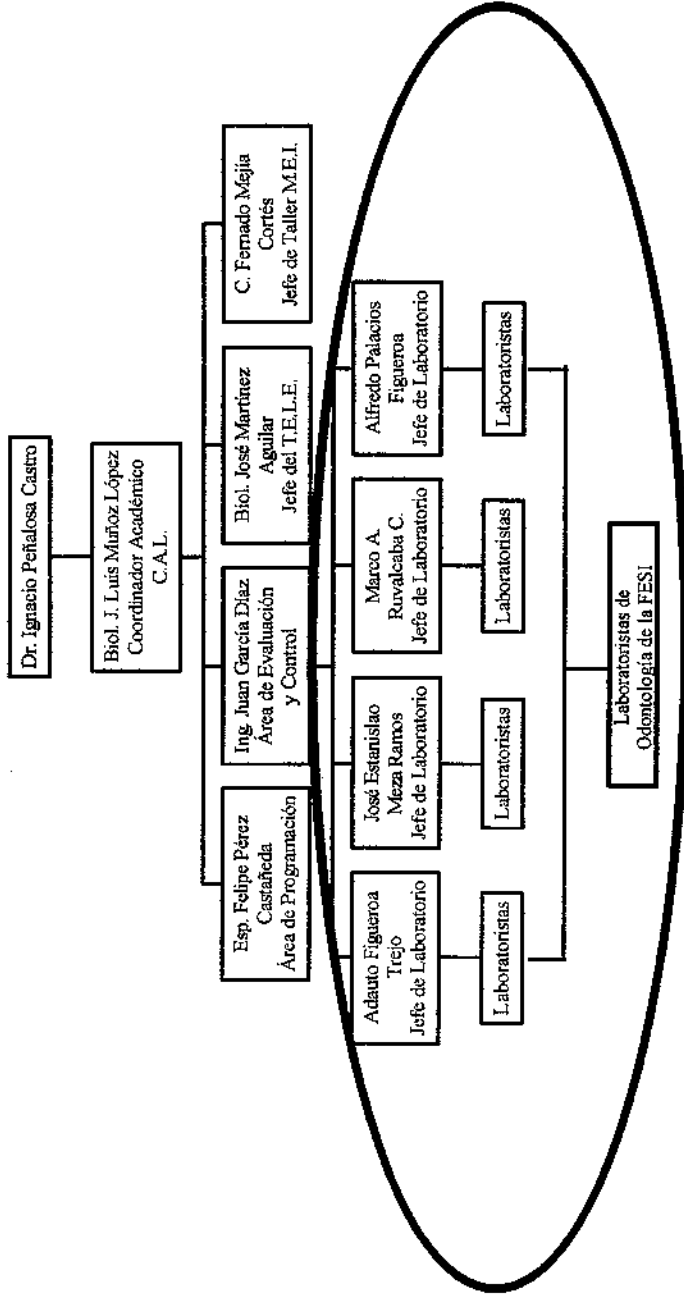 Dr. Ignacio Peñalosa Castro
Biol. J. Luis Muñoz López
Coordinador Académico
C.A.L.
Esp. Felipe Pérez
Castañeda
Área de Programación
Ing. Juan García Díaz
Área de Evaluación
y Control
Biol. José Martínez
Aguilar
Jefe del T.E.L.E.
C. Fernado Mejía
Cortés
Jefe de Taller M.E.I.
Adauto Figueroa
Trejo
Jefe de Laboratorio
José Estanislao
Meza Ramos
Jefe de Laboratorio
Marco A.
Ruvalcaba C.
Jefe de Laboratorio
Alfredo Palacios
Figueroa
Jefe de Laboratorio
Laboratoristas
Laboratoristas
Laboratoristas
Laboratoristas
Laboratoristas de
Odontología de la FESI